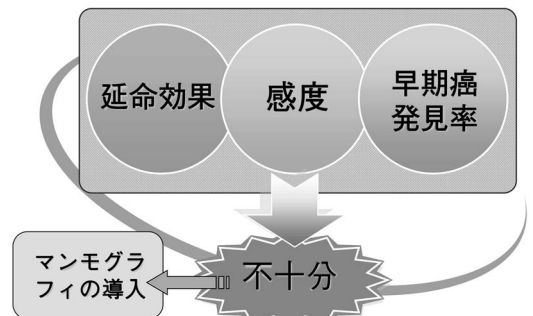 延命効果
感度
早期癌
発見率
不十分
マンモグラ
フィの導入